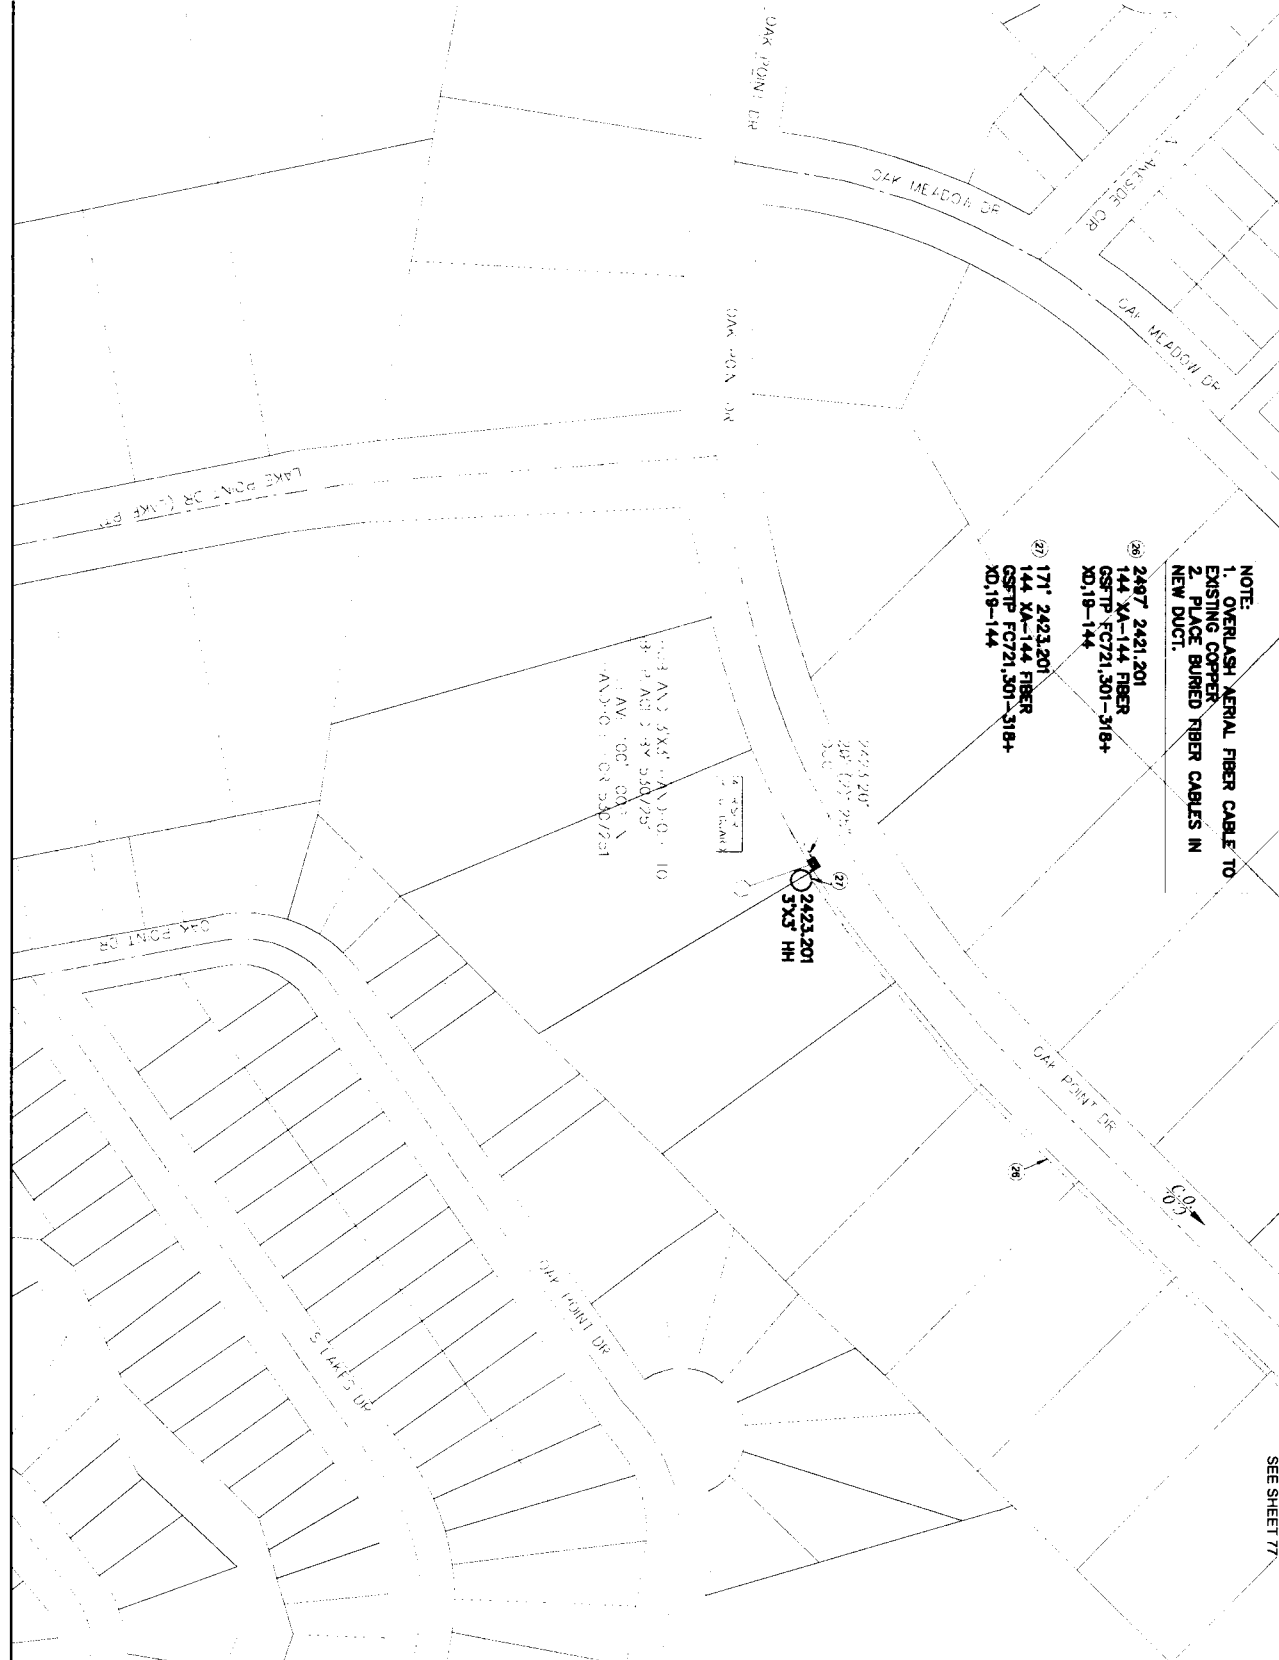 NOTE:
1. OVERLASH AERIAL FIBER CABLE TO
EXISTING COPPER
2. PLACE BURIED FIBER CABLES IN
NEW DUCT.
26 2497' 2421.201
144 XA-144 FIBER
GSFTP FC721,301-318+
XD,19-144
27 171' 2423.201
144 XA-144 FIBER
GSFTP FC721,301-318+
XD,19-144
OAK POINT DR
OAK MEADOW DR
LAKESIDE CIR
OAK MEADOW DR
OAK DR
LAKE POINT DR
27
2423.201
3'X3' HH
OAK POINT DR
26
C.O.
OAK POINT DR
OAK POINT DR
S LAKES DR
SEE SHEET 77